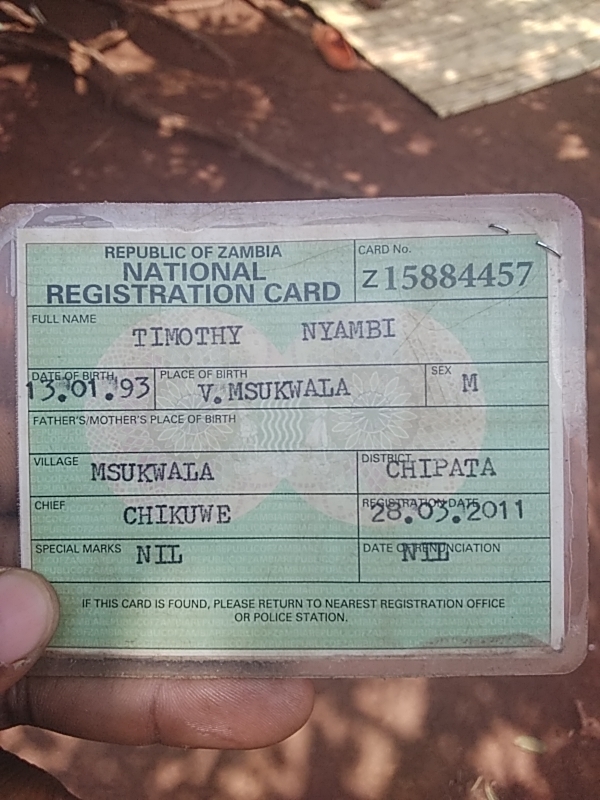 REPUBLIC OF ZAMBIA
NATIONAL
REGISTRATION CARD
CARD No.
Z15884457
FULL NAME
TIMOTHY NYAMBI
DATE OF BIRTH
13.01.93
PLACE OF BIRTH
V.MSUKWALA
SEX
M
FATHER'S/MOTHER'S PLACE OF BIRTH
VILLAGE MSUKWALA
DISTRICT
CHIPATA
CHIEF CHIKUWE
REGISTRATION DATE
28.03.2011
SPECIAL MARKS NIL
DATE OF RENUNCIATION
NIL
IF THIS CARD IS FOUND, PLEASE RETURN TO NEAREST REGISTRATION OFFICE
OR POLICE STATION.